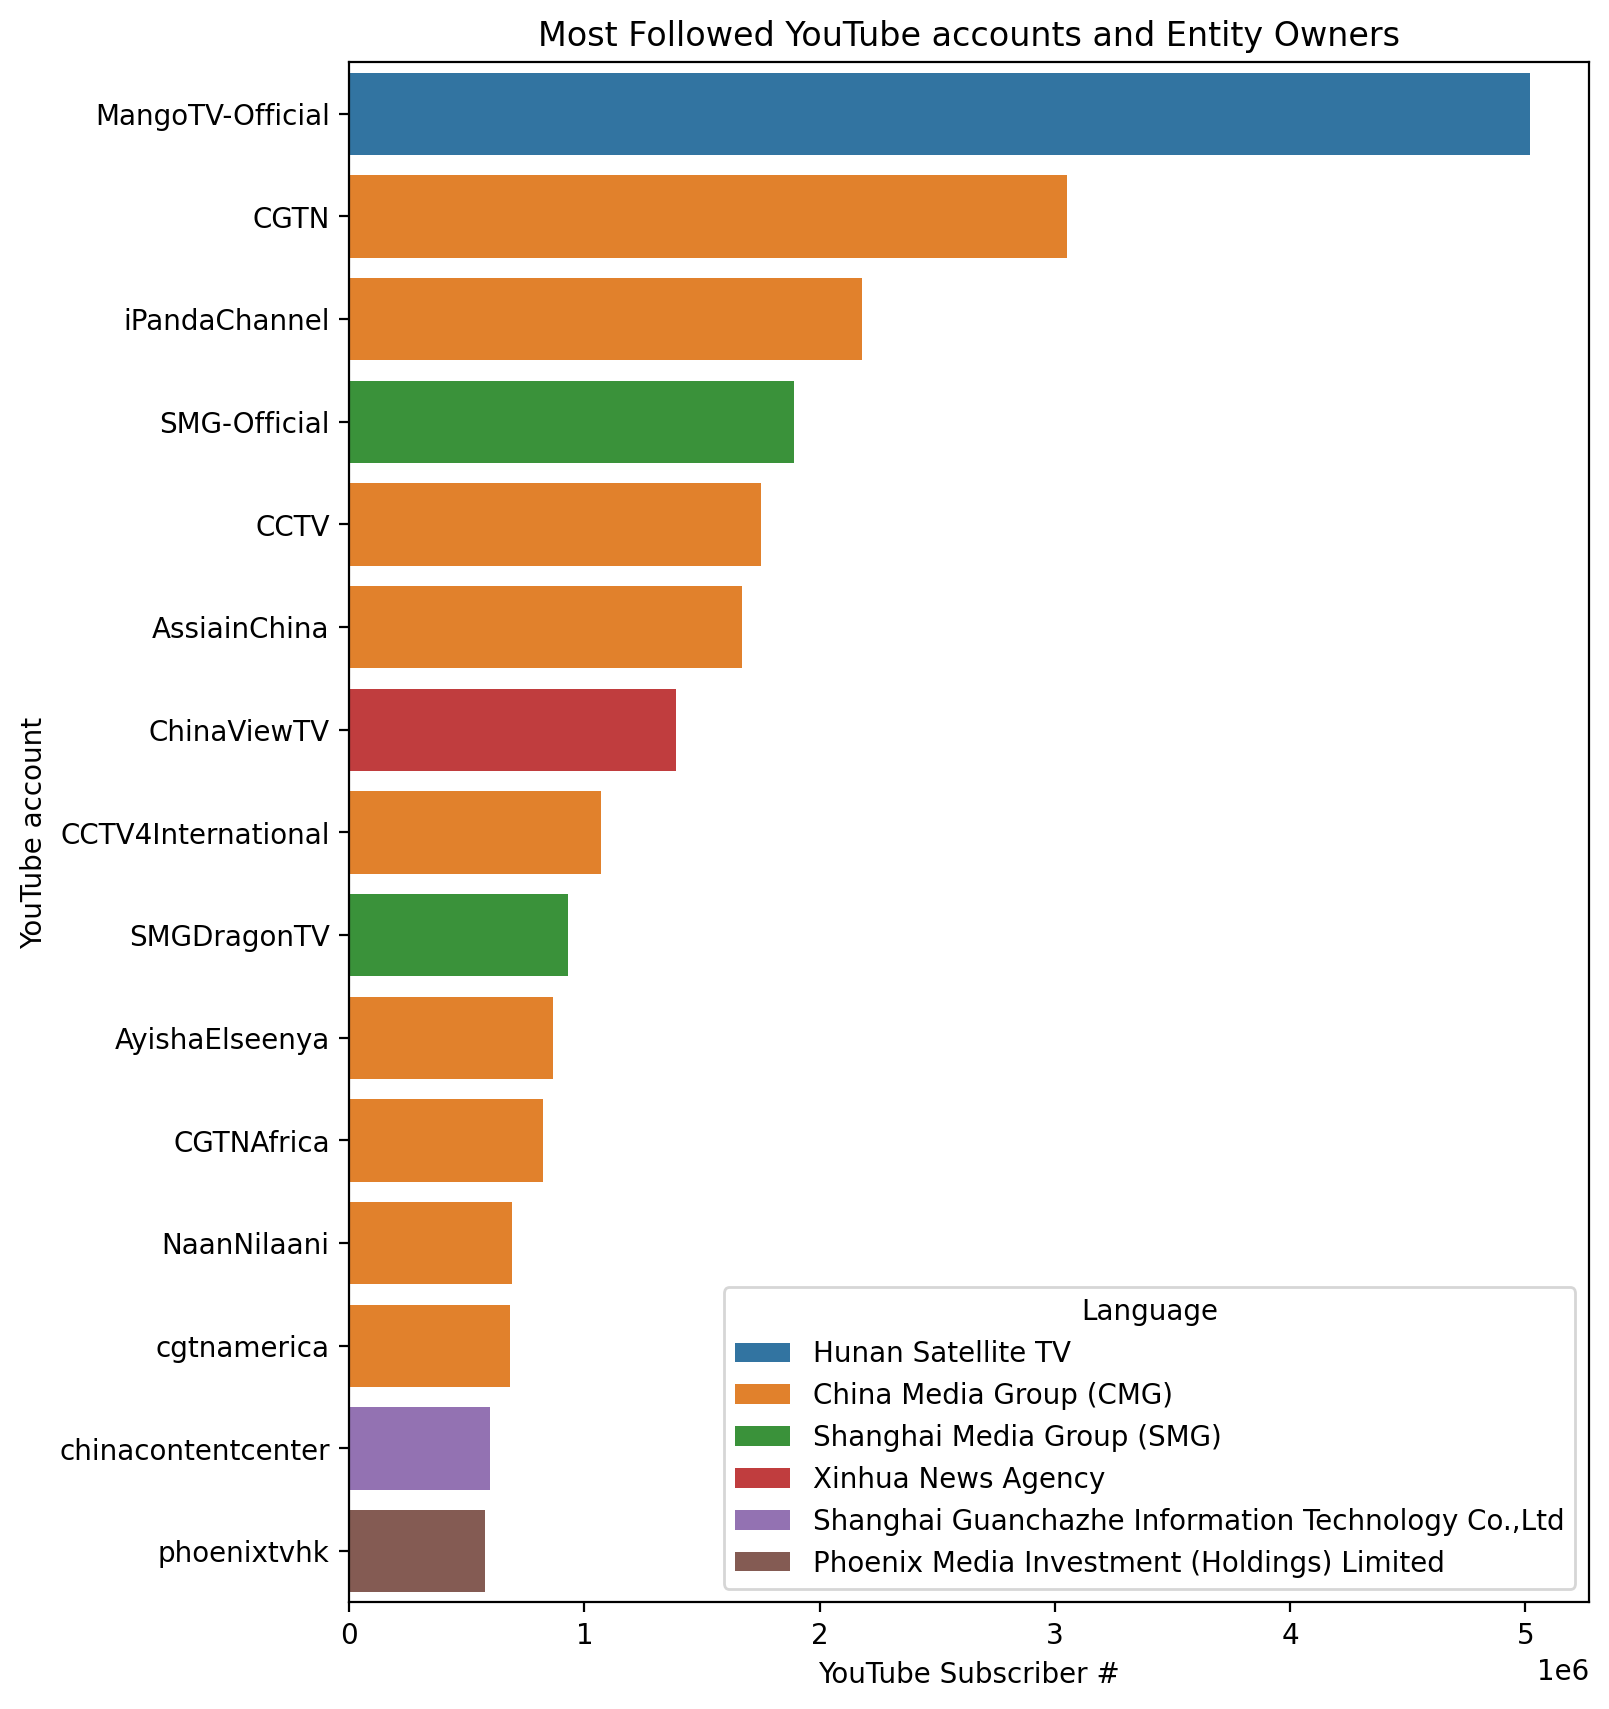 Most Followed YouTube accounts and Entity Owners
MangoTV-Official
CGTN
iPandaChannel
SMG-Official
CCTV
AssiainChina
ChinaViewTV
CCTV4International
SMGDragonTV
AyishaElseenya
CGTNAfrica
NaanNilaani
cgtnamerica
chinacontentcenter
phoenixtvhk
YouTube account
Language
Hunan Satellite TV
China Media Group (CMG)
Shanghai Media Group (SMG)
Xinhua News Agency
Shanghai Guanchazhe Information Technology Co.,Ltd
Phoenix Media Investment (Holdings) Limited
0 1 2 3 4 5
YouTube Subscriber #
1e6